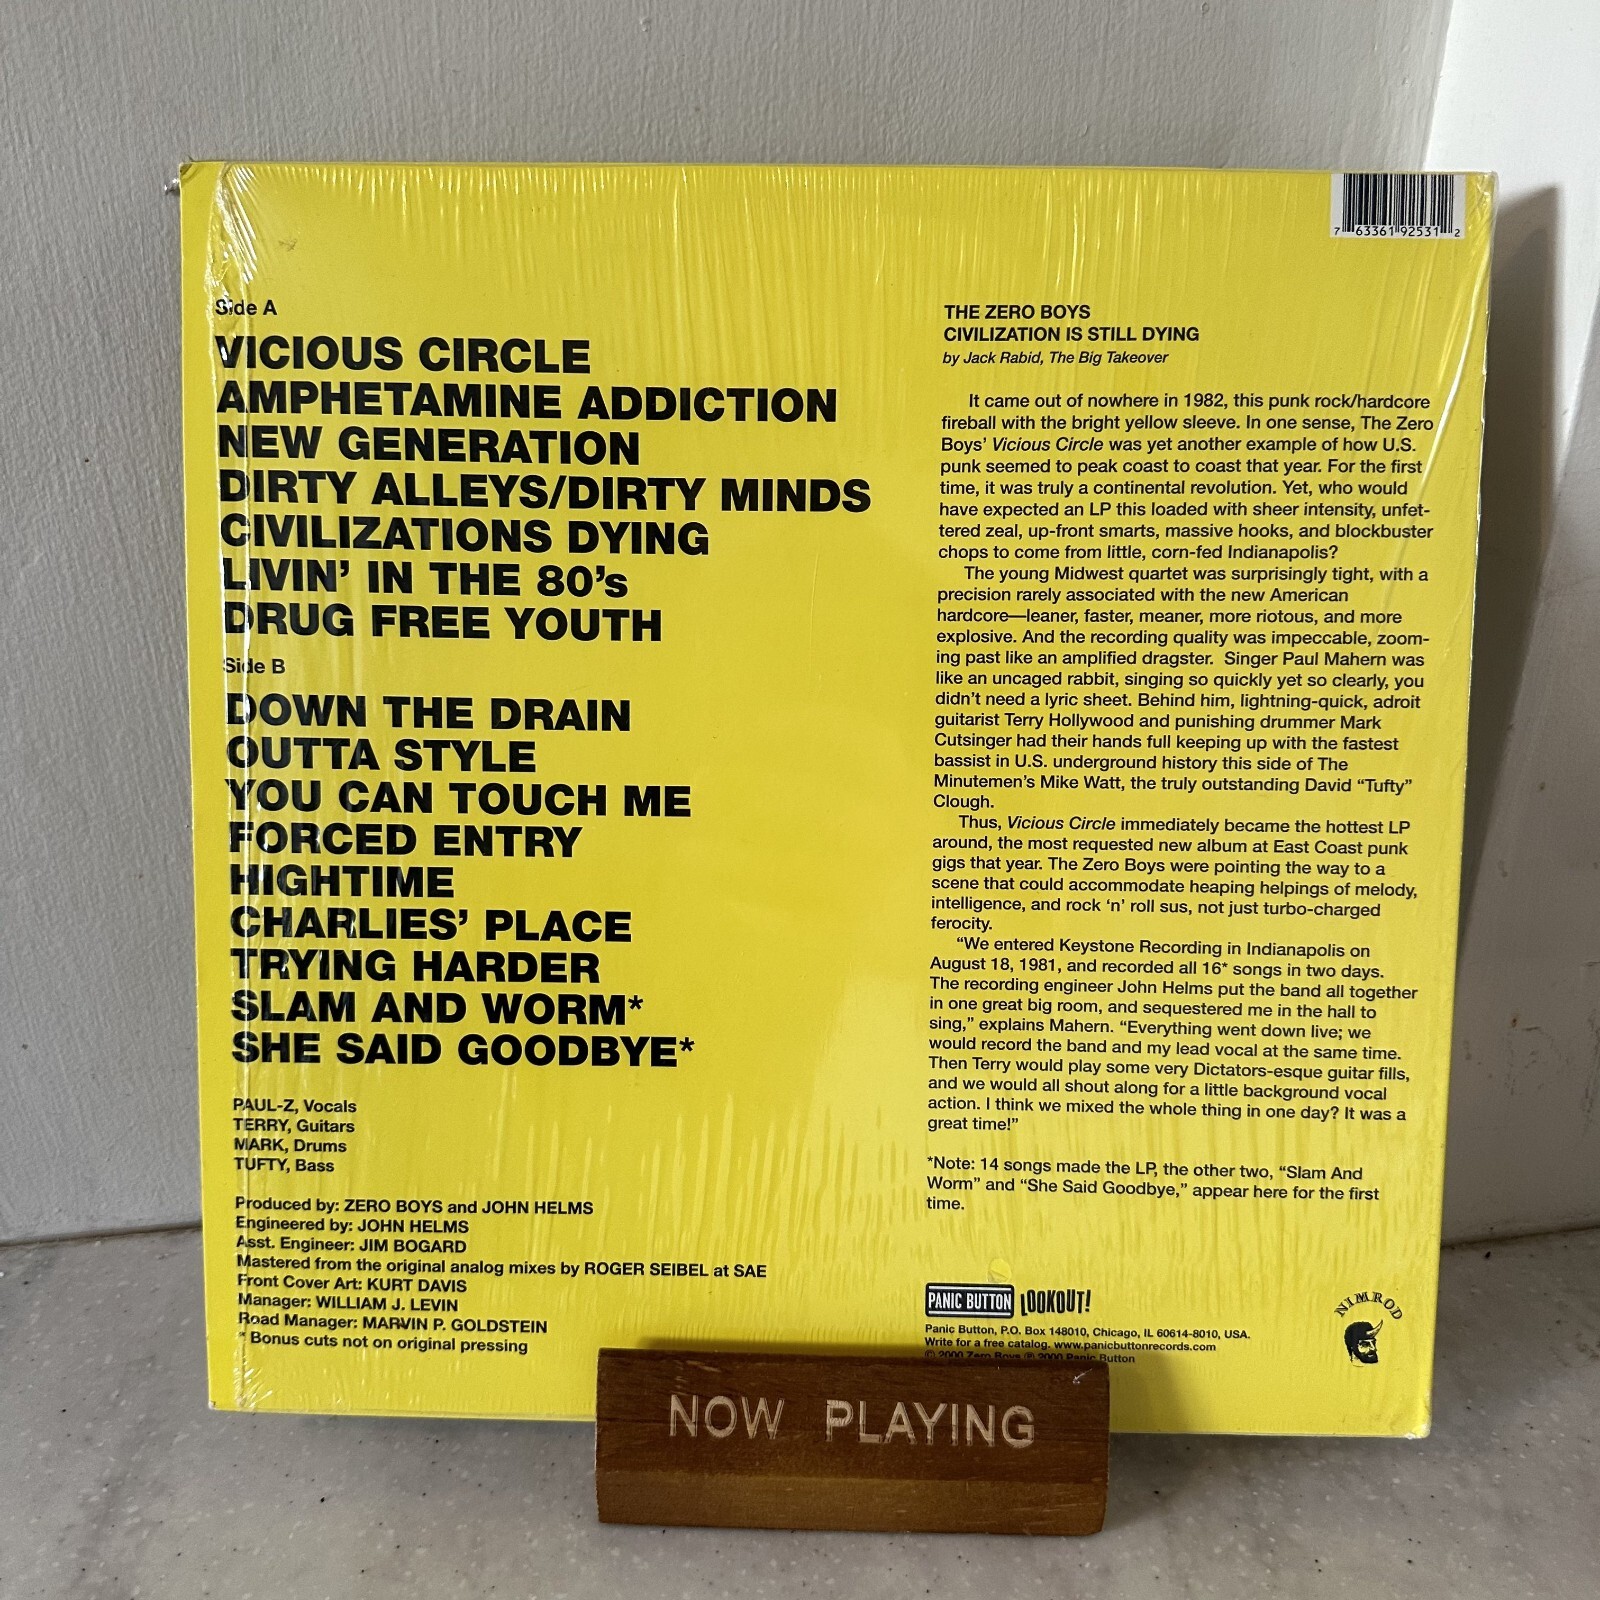 7 63361 92531 2
Side A
VICIOUS CIRCLE
AMPHETAMINE ADDICTION
NEW GENERATION
DIRTY ALLEYS/DIRTY MINDS
CIVILIZATIONS DYING
LIVIN' IN THE 80's
DRUG FREE YOUTH
Side B
DOWN THE DRAIN
OUTTA STYLE
YOU CAN TOUCH ME
FORCED ENTRY
HIGHTIME
CHARLIES' PLACE
TRYING HARDER
SLAM AND WORM*
SHE SAID GOODBYE*
PAUL-Z, Vocals
TERRY, Guitars
MARK, Drums
TUFTY, Bass
Produced by: ZERO BOYS and JOHN HELMS
Engineered by: JOHN HELMS
Asst. Engineer: JIM BOGARD
Mastered from the original analog mixes by ROGER SEIBEL at SAE
Front Cover Art: KURT DAVIS
Manager: WILLIAM J. LEVIN
Road Manager: MARVIN P. GOLDSTEIN
* Bonus cuts not on original pressing
THE ZERO BOYS
CIVILIZATION IS STILL DYING
by Jack Rabid, The Big Takeover
It came out of nowhere in 1982, this punk rock/hardcore
fireball with the bright yellow sleeve. In one sense, The Zero
Boys' Vicious Circle was yet another example of how U.S.
punk seemed to peak coast to coast that year. For the first
time, it was truly a continental revolution. Yet, who would
have expected an LP this loaded with sheer intensity, unfet-
tered zeal, up-front smarts, massive hooks, and blockbuster
chops to come from little, corn-fed Indianapolis?
The young Midwest quartet was surprisingly tight, with a
precision rarely associated with the new American
hardcore—leaner, faster, meaner, more riotous, and more
explosive. And the recording quality was impeccable, zoom-
ing past like an amplified dragster. Singer Paul Mahern was
like an uncaged rabbit, singing so quickly yet so clearly, you
didn't need a lyric sheet. Behind him, lightning-quick, adroit
guitarist Terry Hollywood and punishing drummer Mark
Cutsinger had their hands full keeping up with the fastest
bassist in U.S. underground history this side of The
Minutemen's Mike Watt, the truly outstanding David "Tufty"
Clough.
Thus, Vicious Circle immediately became the hottest LP
around, the most requested new album at East Coast punk
gigs that year. The Zero Boys were pointing the way to a
scene that could accommodate heaping helpings of melody,
intelligence, and rock 'n' roll sus, not just turbo-charged
ferocity.
"We entered Keystone Recording in Indianapolis on
August 18, 1981, and recorded all 16* songs in two days.
The recording engineer John Helms put the band all together
in one great big room, and sequestered me in the hall to
sing," explains Mahern. "Everything went down live; we
would record the band and my lead vocal at the same time.
Then Terry would play some very Dictators-esque guitar fills,
and we would all shout along for a little background vocal
action. I think we mixed the whole thing in one day? It was a
great time!"
*Note: 14 songs made the LP, the other two, "Slam And
Worm" and "She Said Goodbye," appear here for the first
time.
PANIC BUTTON LOOKOUT!
NIMROD
Panic Button, P.O. Box 148010, Chicago, IL 60614-8010, USA.
Write for a free catalog. www.panicbuttonrecords.com
© 2000 Zero Boys ℗ 2000 Panic Button
NOW PLAYING